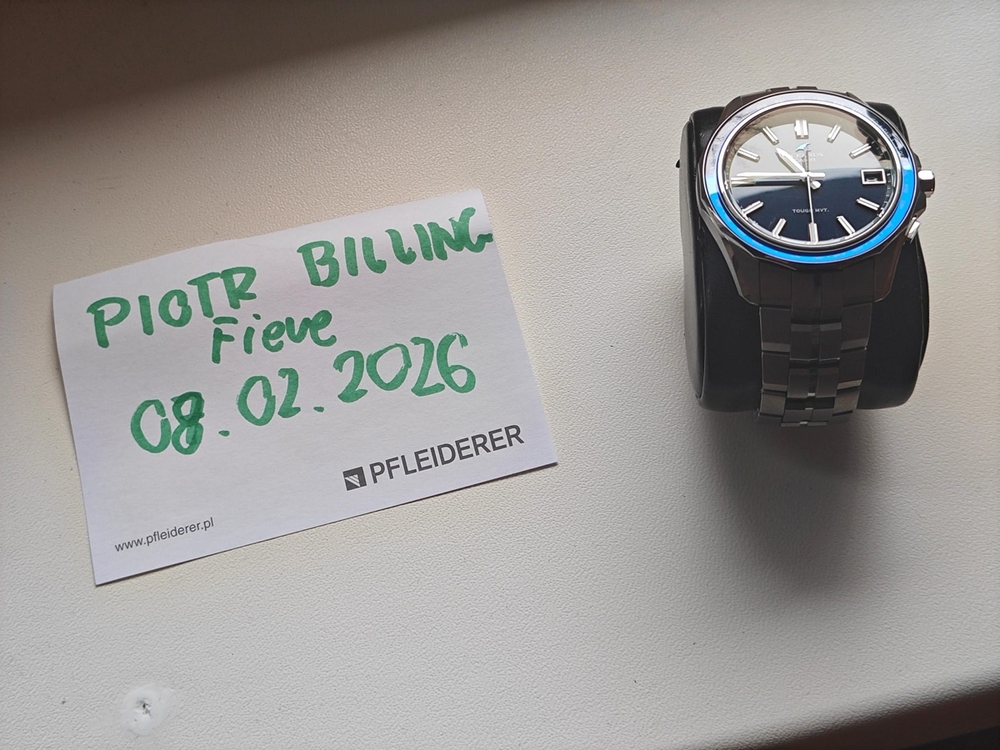 PIOTR BILLING
Fieve
08.02.2026
PFLEIDERER
www.pfleiderer.pl
TOUGH MVT.